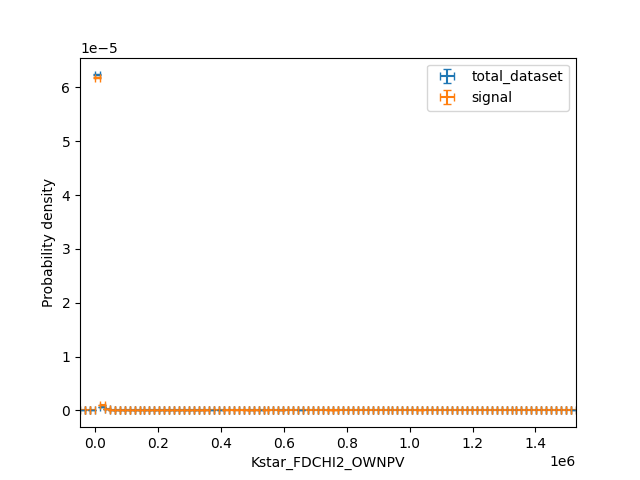 1e−5
total_dataset
signal
6
5
4
3
2
1
0
Probability density
0.0 0.2 0.4 0.6 0.8 1.0 1.2 1.4
1e6
Kstar_FDCHI2_OWNPV